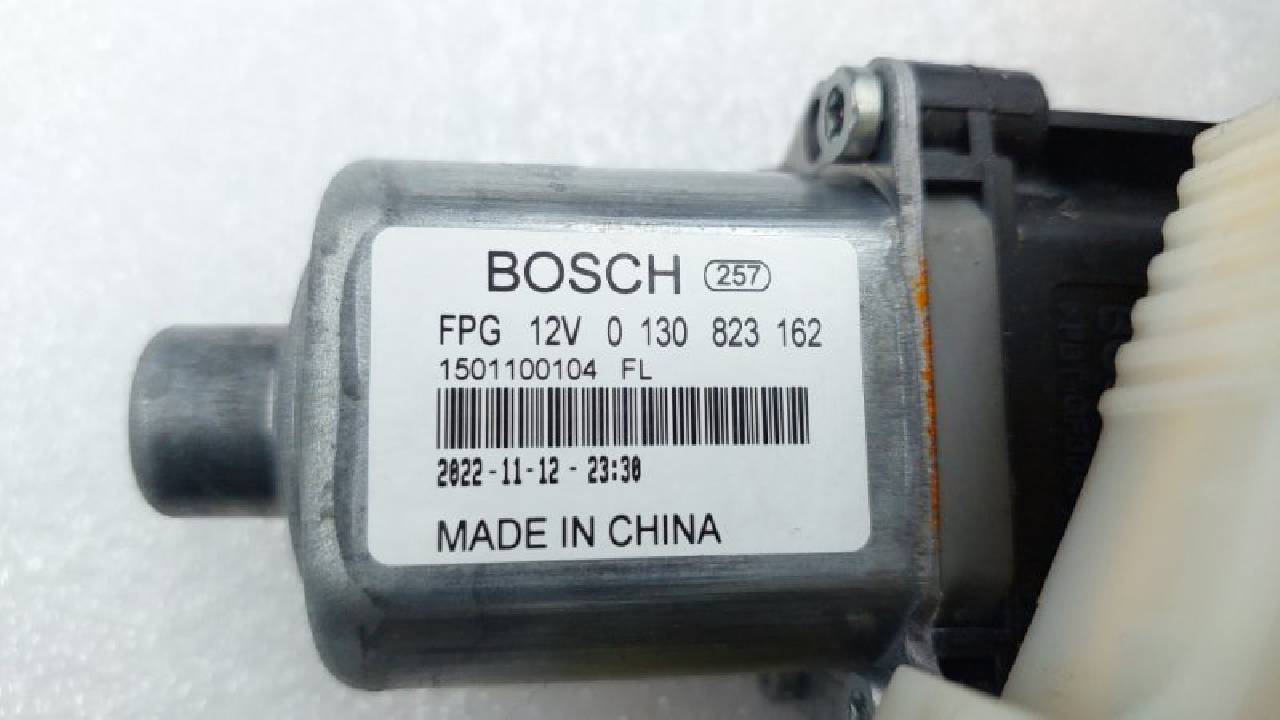 BOSCH 257
FPG 12V 0 130 823 162
1501100104 FL
2022-11-12-23:30
MADE IN CHINA